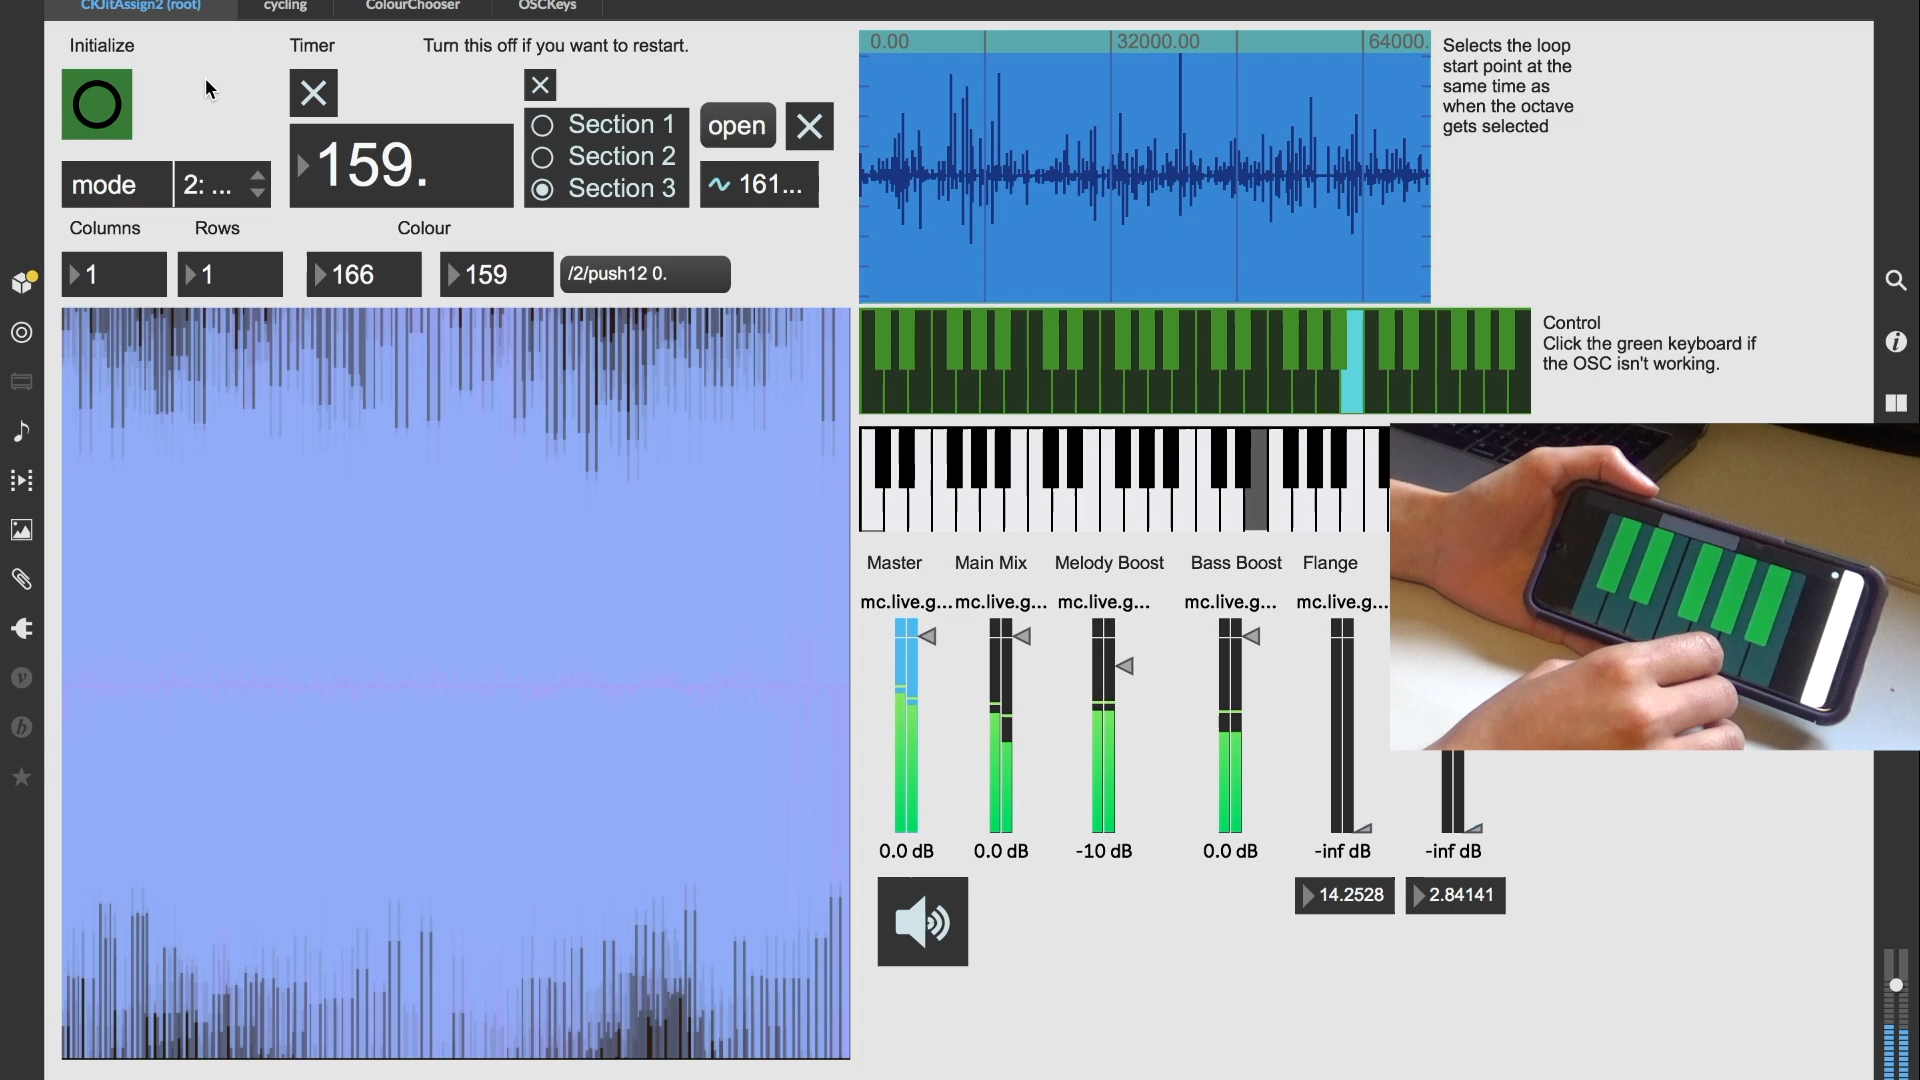 CKJitAssign2 (root)
cycling
ColourChooser
OSCKeys
Initialize
Timer
Turn this off if you want to restart.
159.
Section 1
Section 2
Section 3
open
161...
mode
2: ...
Columns
Rows
Colour
1
1
166
159
/2/push12 0.
0.00
32000.00
64000.
Selects the loop
start point at the
same time as
when the octave
gets selected
Control
Click the green keyboard if
the OSC isn't working.
Master
Main Mix
Melody Boost
Bass Boost
Flange
mc.live.g...
mc.live.g...
mc.live.g...
mc.live.g...
mc.live.g...
0.0 dB
0.0 dB
-10 dB
0.0 dB
-inf dB
-inf dB
14.2528
2.84141